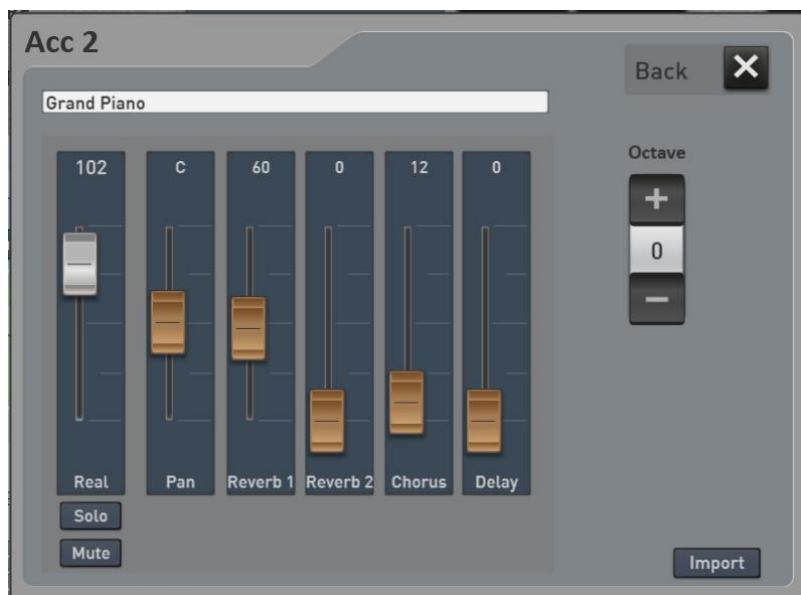 Acc 2
Back
Grand Piano
102 C 60 0 12 0
Octave
+
0
−
Real Pan Reverb 1 Reverb 2 Chorus Delay
Solo
Mute
Import